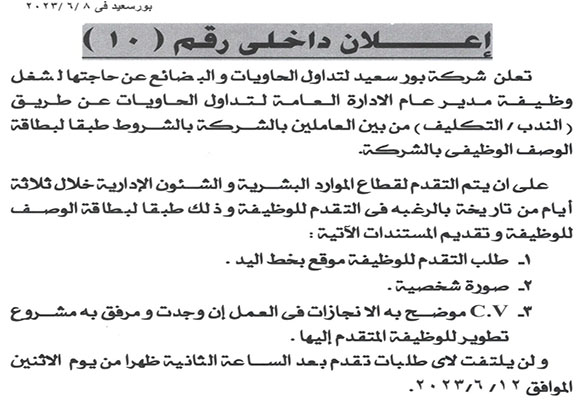 بورسعيد فى ٢٠٢٣/٦/٨
إعــلان داخلى رقم ( ١٠ )
تعلن شركة بور سعيد لتداول الحاويات و البضائع عن حاجتها لشغل
وظيفة مدير عام الادارة العامة لتداول الحاويات عن طريق
( الندب / التكليف ) من بين العاملين بالشركة بالشروط طبقا لبطاقة
الوصف الوظيفى بالشركة.
على ان يتم التقدم لقطاع الموارد البشرية و الشئون الإدارية خلال ثلاثة
أيام من تاريخة بالرغبه فى التقدم للوظيفة و ذلك طبقا لبطاقة الوصف
للوظيفة و تقديم المستندات الآتية :
١ـ طلب التقدم للوظيفة موقع بخط اليد .
٢ـ صورة شخصية .
٣ـ C.V موضح به الانجازات فى العمل إن وجدت و مرفق به مشروع
تطوير للوظيفة المتقدم إليها .
و لن يلتفت لاى طلبات تقدم بعد الساعة الثانية ظهرا من يوم الاثنين
الموافق ٢٠٢٣/٦/١٢ .